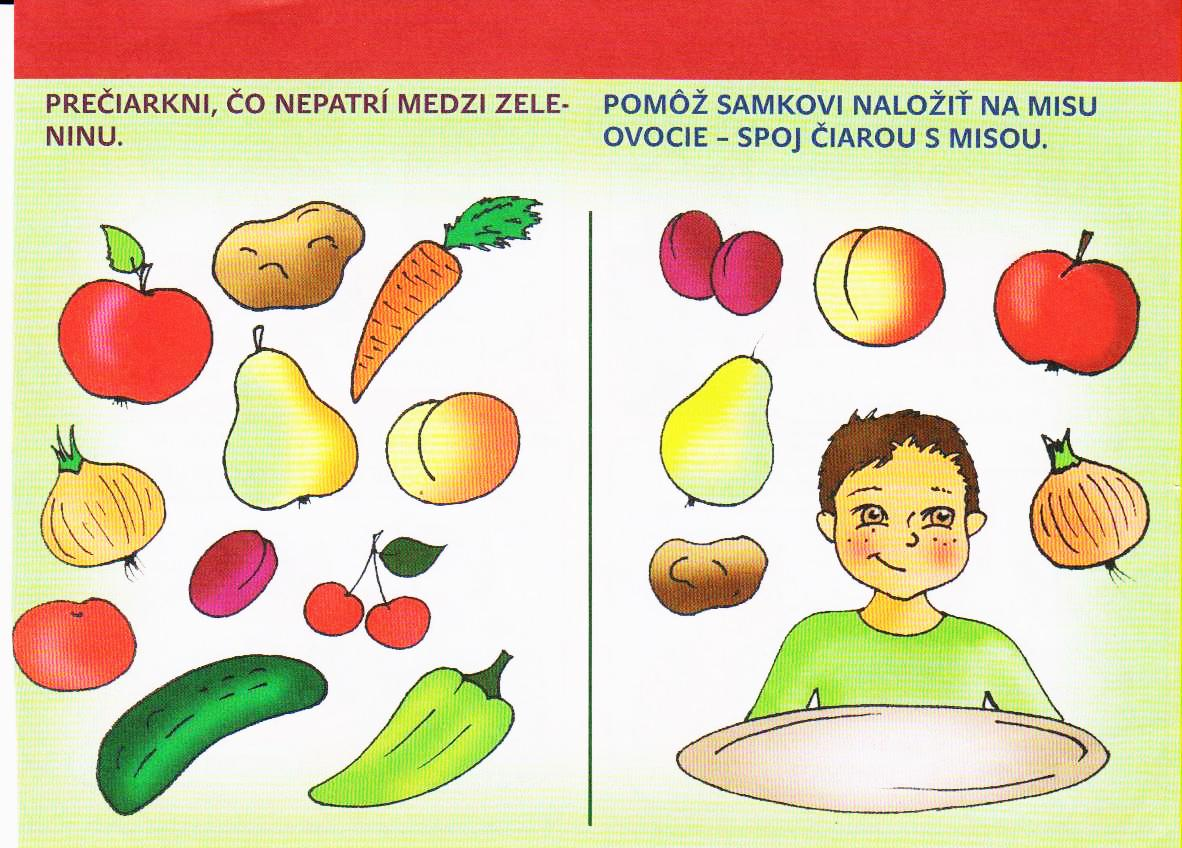 PREČIARKNI, ČO NEPATRÍ MEDZI ZELE-
NINU.
POMÔŽ SAMKOVI NALOŽIŤ NA MISU
OVOCIE – SPOJ ČIAROU S MISOU.